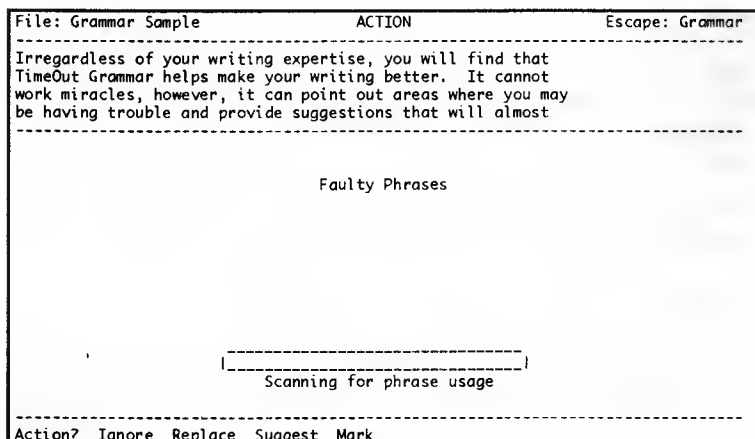 File: Grammar Sample ACTION Escape: Grammar
Irregardless of your writing expertise, you will find that
TimeOut Grammar helps make your writing better. It cannot
work miracles, however, it can point out areas where you may
be having trouble and provide suggestions that will almost
Faulty Phrases
Scanning for phrase usage
Action? Ignore Replace Suggest Mark